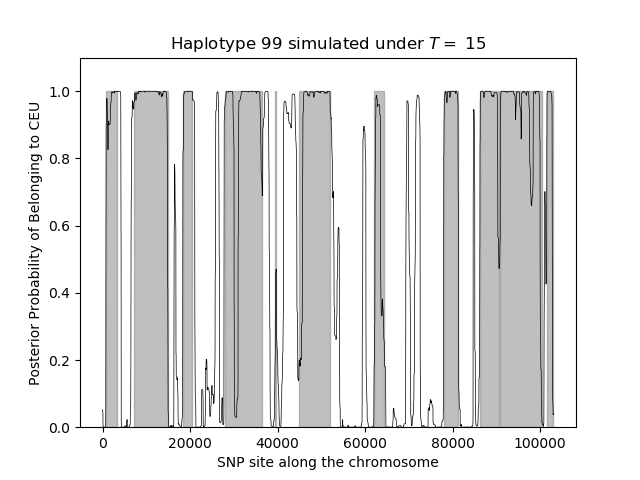 Haplotype 99 simulated under T = 15
Posterior Probability of Belonging to CEU
1.0
0.8
0.6
0.4
0.2
0.0
0 20000 40000 60000 80000 100000
SNP site along the chromosome